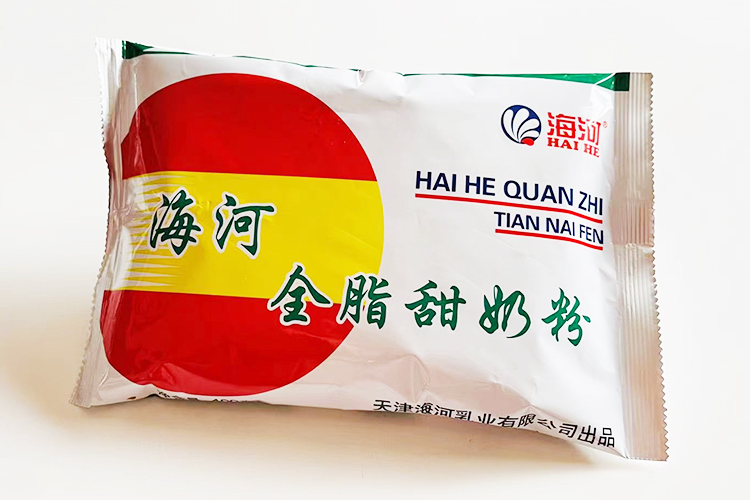 海河®
HAI HE
HAI HE QUAN ZHI
TIAN NAI FEN
海河
全脂甜奶粉
天津海河乳业有限公司出品